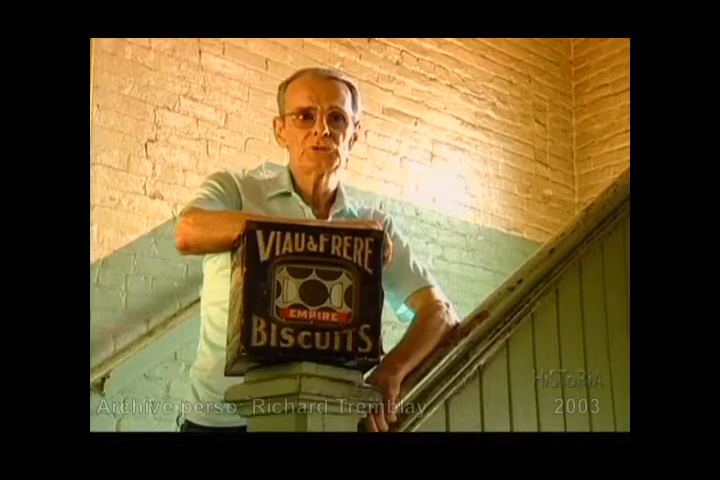 VIAU & FRERE
EMPIRE
BISCUITS
HISTORIA
Archive perso: Richard Tremblay
2003